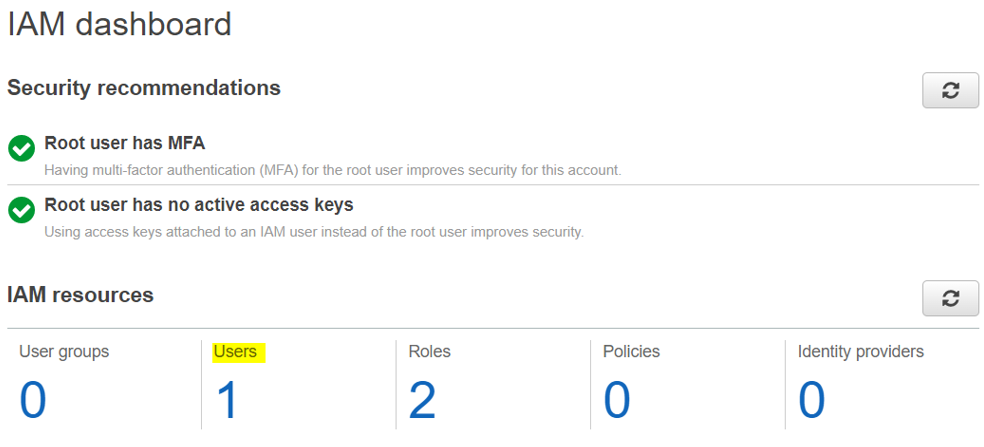 IAM dashboard
Security recommendations
Root user has MFA
Having multi-factor authentication (MFA) for the root user improves security for this account.
Root user has no active access keys
Using access keys attached to an IAM user instead of the root user improves security.
IAM resources
User groups
0
Users
1
Roles
2
Policies
0
Identity providers
0